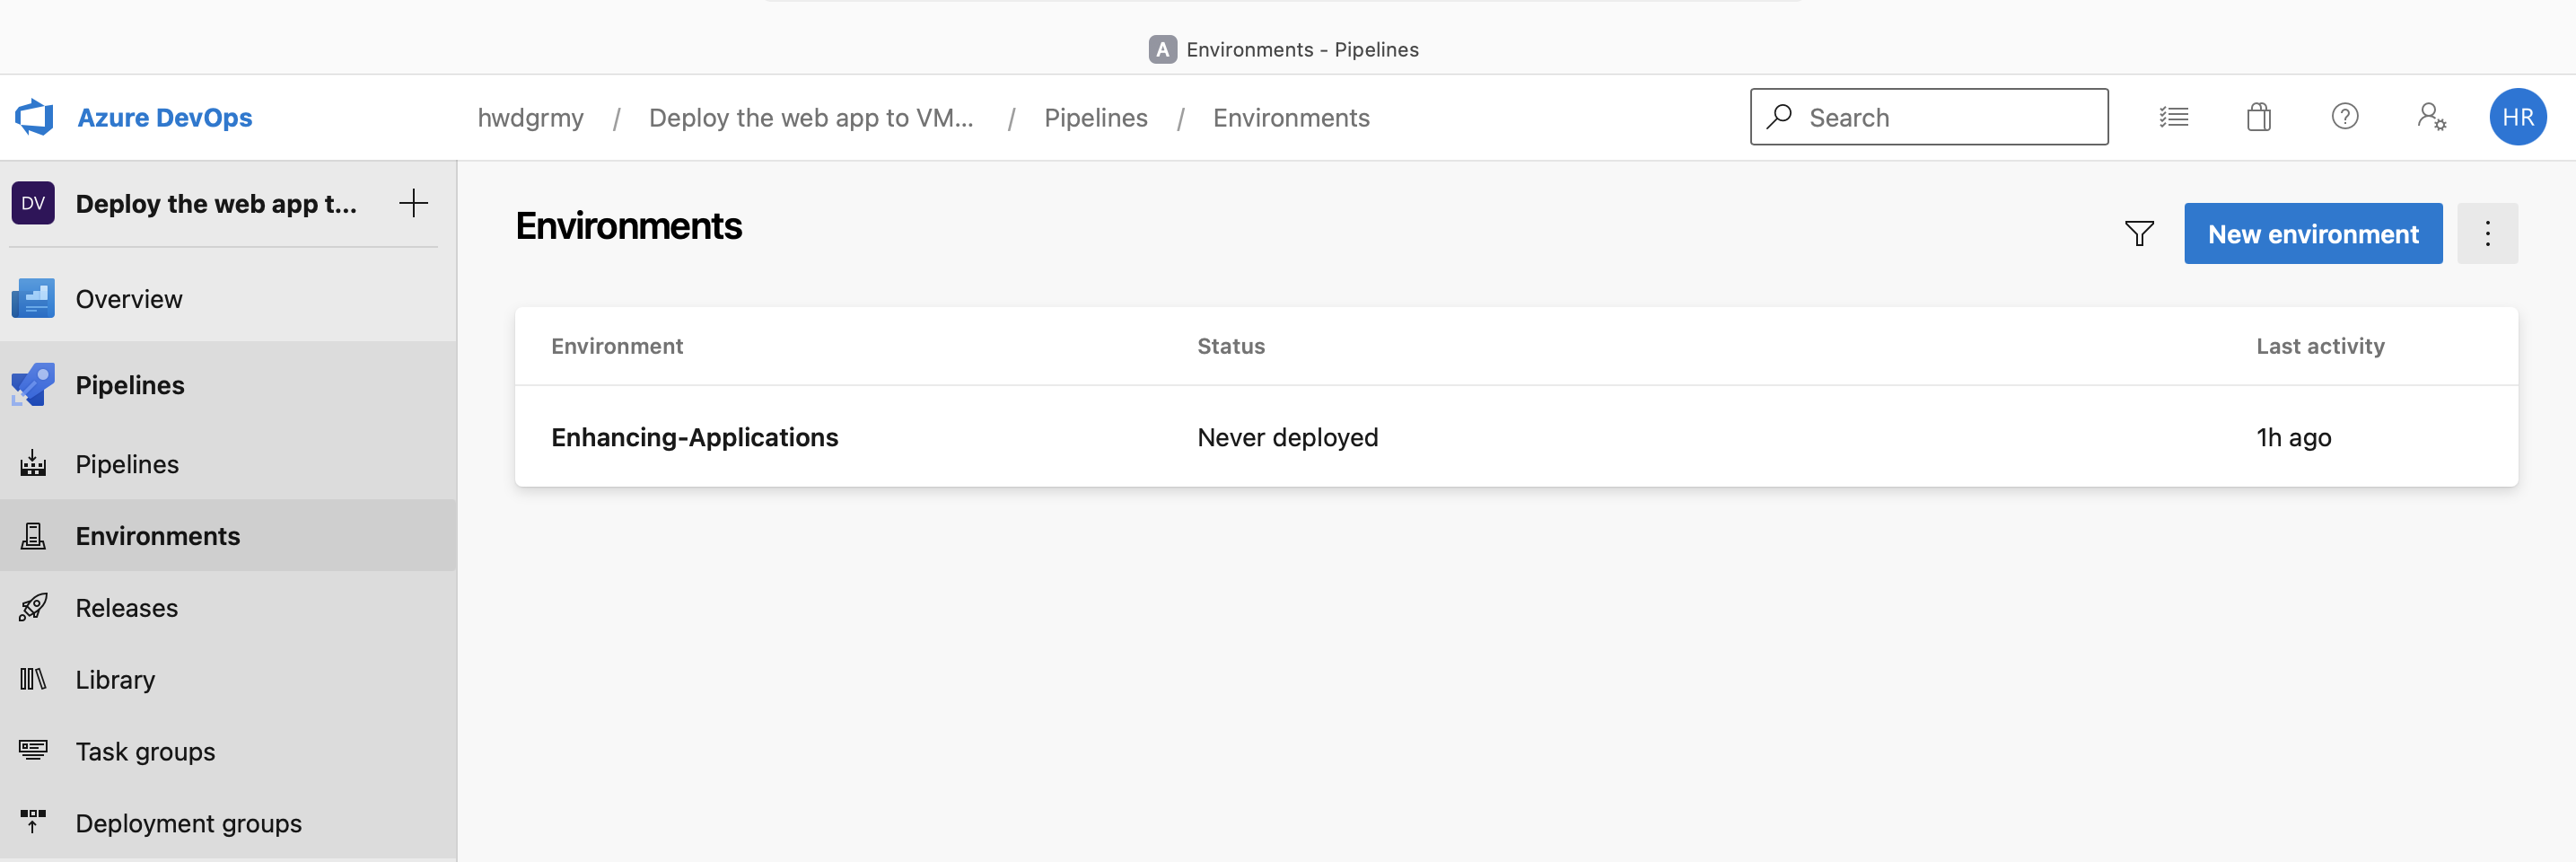 A Environments - Pipelines
Azure DevOps
hwdgrmy / Deploy the web app to VM... / Pipelines / Environments
Search
HR
DV Deploy the web app t...
Overview
Pipelines
Pipelines
Environments
Releases
Library
Task groups
Deployment groups
Environments
New environment
Environment Status Last activity
Enhancing-Applications Never deployed 1h ago